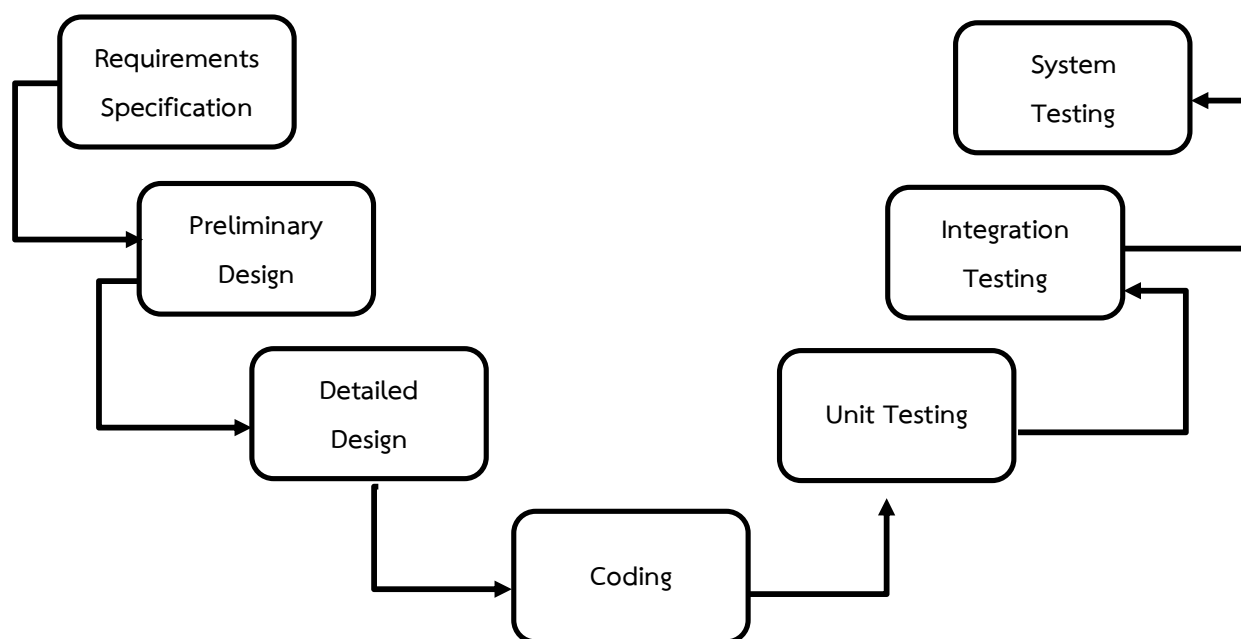 Requirements
Specification
Preliminary
Design
Detailed
Design
Coding
Unit Testing
Integration
Testing
System
Testing